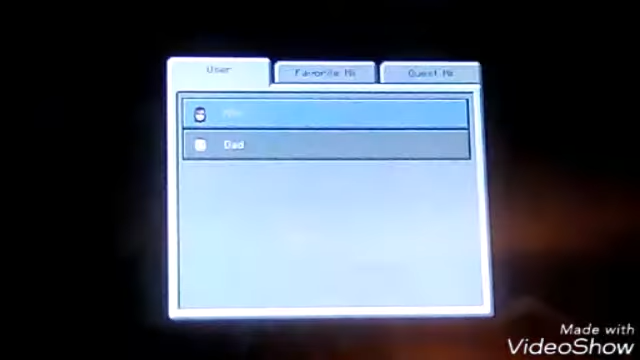 User
Favorite Mii
Guest Mii
Dad
Made with
VideoShow